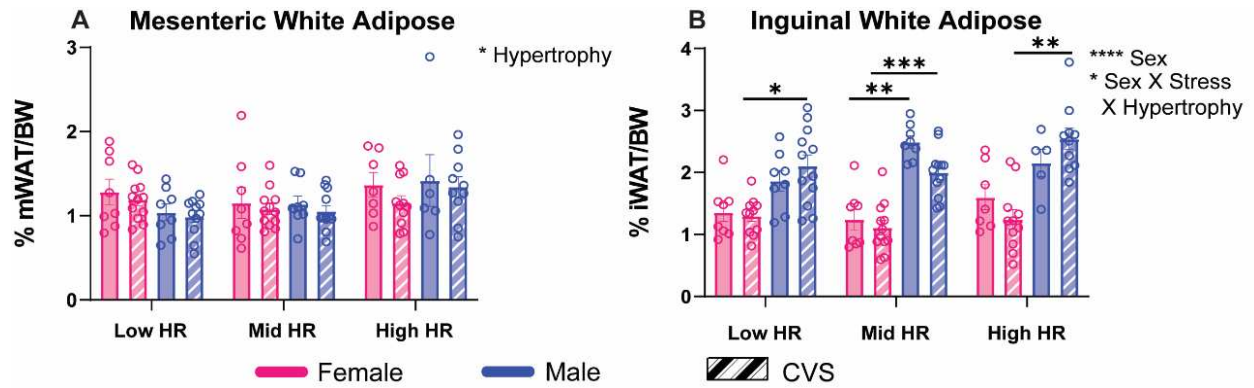 A Mesenteric White Adipose
* Hypertrophy
% mWAT/BW
3
2
1
0
Low HR Mid HR High HR
B Inguinal White Adipose
**** Sex
* Sex X Stress
X Hypertrophy
% iWAT/BW
4
3
2
1
0
*
**
***
**
Low HR Mid HR High HR
Female Male CVS